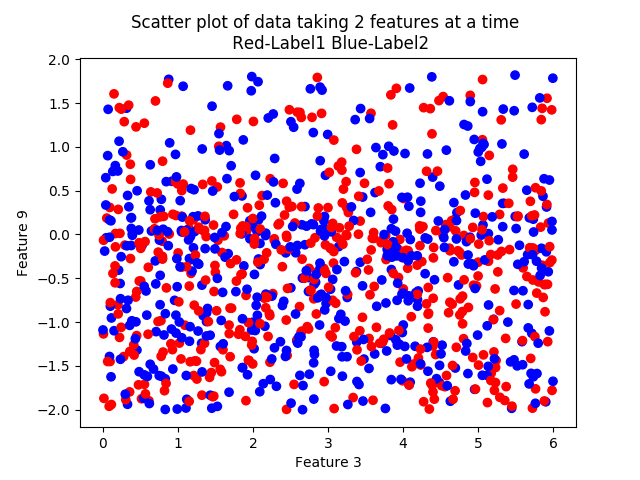 Scatter plot of data taking 2 features at a time
Red-Label1 Blue-Label2
2.0
1.5
1.0
0.5
0.0
−0.5
−1.0
−1.5
−2.0
Feature 9
0 1 2 3 4 5 6
Feature 3